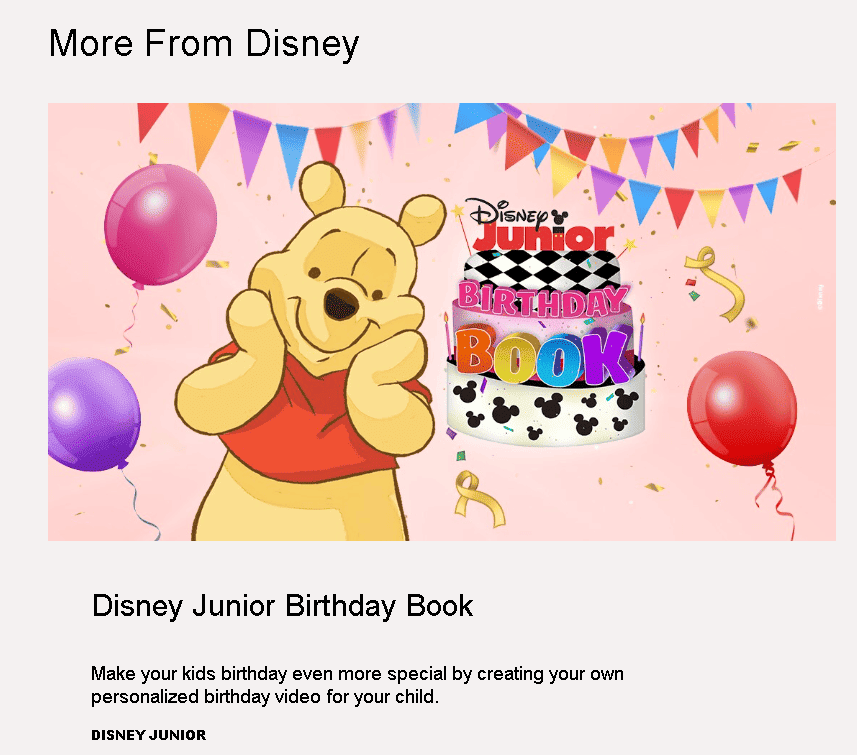 More From Disney
Disney
Junior
BIRTHDAY
BOOK
Disney Junior Birthday Book
Make your kids birthday even more special by creating your own
personalized birthday video for your child.
DISNEY JUNIOR